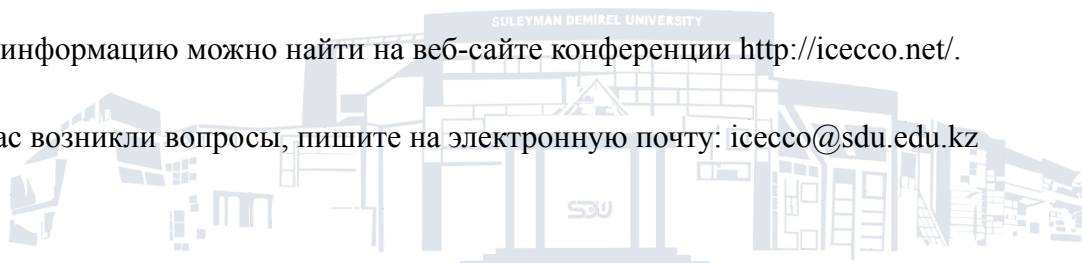 SULEYMAN DEMIREL UNIVERSITY
информацию можно найти на веб-сайте конференции http://icecco.net/.
возникли вопросы, пишите на электронную почту: icecco@sdu.edu.kz
SDU